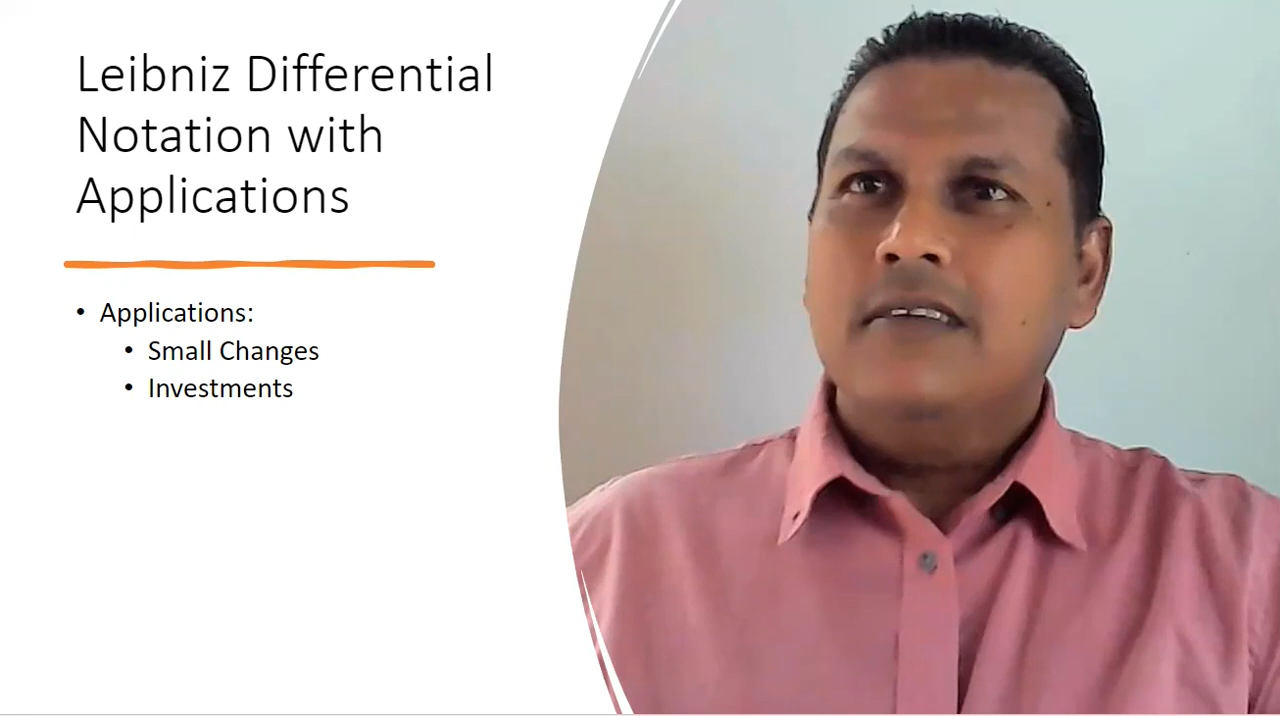 Leibniz Differential
Notation with
Applications
• Applications:
• Small Changes
• Investments